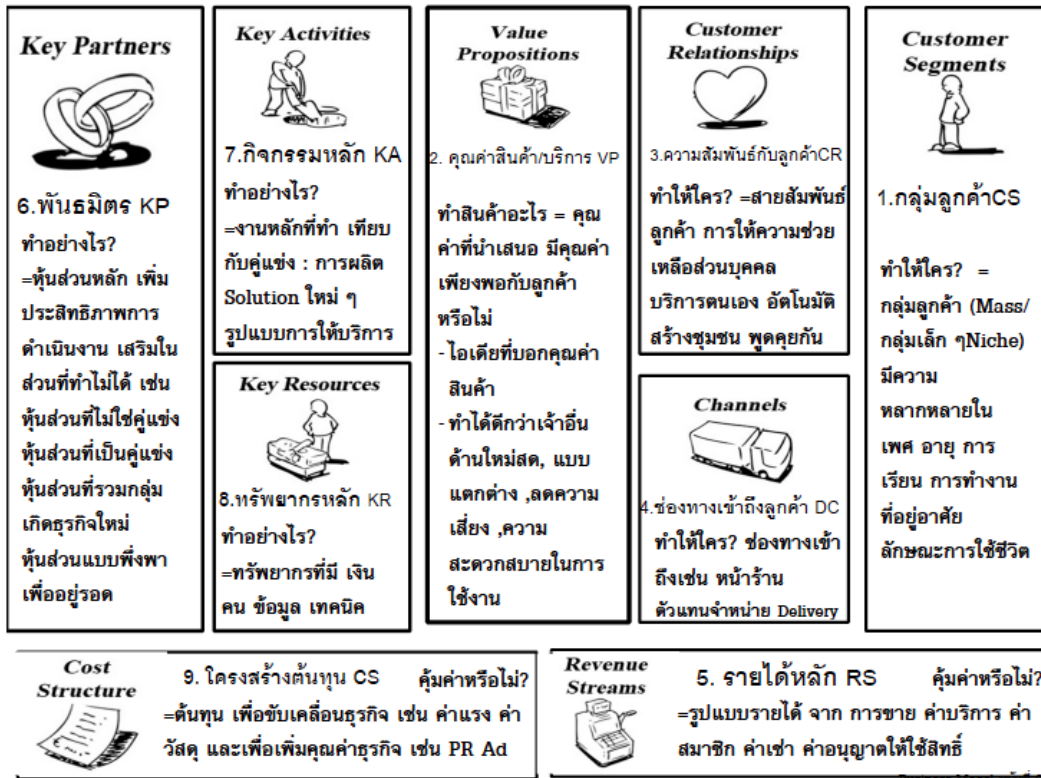 Key Partners
6.พันธมิตร KP
ทำอย่างไร?
=หุ้นส่วนหลัก เพิ่ม
ประสิทธิภาพการ
ดำเนินงาน เสริมใน
ส่วนที่ทำไม่ได้ เช่น
หุ้นส่วนที่ไม่ใช่คู่แข่ง
หุ้นส่วนที่เป็นคู่แข่ง
หุ้นส่วนที่รวมกลุ่ม
เกิดธุรกิจใหม่
หุ้นส่วนแบบพึ่งพา
เพื่ออยู่รอด
Key Activities
7.กิจกรรมหลัก KA
ทำอย่างไร?
=งานหลักที่ทำ เทียบ
กับคู่แข่ง : การผลิต
Solution ใหม่ ๆ
รูปแบบการให้บริการ
Key Resources
8.ทรัพยากรหลัก KR
ทำอย่างไร?
=ทรัพยากรที่มี เงิน
คน ข้อมูล เทคนิค
Value
Propositions
2. คุณค่าสินค้า/บริการ VP
ทำสินค้าอะไร = คุณ
ค่าที่นำเสนอ มีคุณค่า
เพียงพอกับลูกค้า
หรือไม่
- ไอเดียที่บอกคุณค่า
สินค้า
- ทำได้ดีกว่าเจ้าอื่น
ด้านใหม่สด, แบบ
แตกต่าง ,ลดความ
เสี่ยง ,ความ
สะดวกสบายในการ
ใช้งาน
Customer
Relationships
3.ความสัมพันธ์กับลูกค้าCR
ทำให้ใคร? =สายสัมพันธ์
ลูกค้า การให้ความช่วย
เหลือส่วนบุคคล
บริการตนเอง อัตโนมัติ
สร้างชุมชน พูดคุยกัน
Channels
4.ช่องทางเข้าถึงลูกค้า DC
ทำให้ใคร? ช่องทางเข้า
ถึงเช่น หน้าร้าน
ตัวแทนจำหน่าย Delivery
Customer
Segments
1.กลุ่มลูกค้าCS
ทำให้ใคร? =
กลุ่มลูกค้า (Mass/
กลุ่มเล็ก ๆNiche)
มีความ
หลากหลายใน
เพศ อายุ การ
เรียน การทำงาน
ที่อยู่อาศัย
ลักษณะการใช้ชีวิต
Cost
Structure
9. โครงสร้างต้นทุน CS คุ้มค่าหรือไม่?
=ต้นทุน เพื่อขับเคลื่อนธุรกิจ เช่น ค่าแรง ค่า
วัสดุ และเพื่อเพิ่มคุณค่าธุรกิจ เช่น PR Ad
Revenue
Streams
5. รายได้หลัก RS คุ้มค่าหรือไม่?
=รูปแบบรายได้ จาก การขาย ค่าบริการ ค่า
สมาชิก ค่าเช่า ค่าอนุญาตให้ใช้สิทธิ์